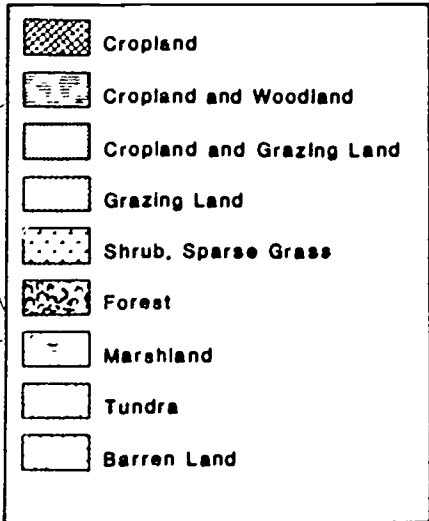 Cropland
Cropland and Woodland
Cropland and Grazing Land
Grazing Land
Shrub, Sparse Grass
Forest
Marshland
Tundra
Barren Land